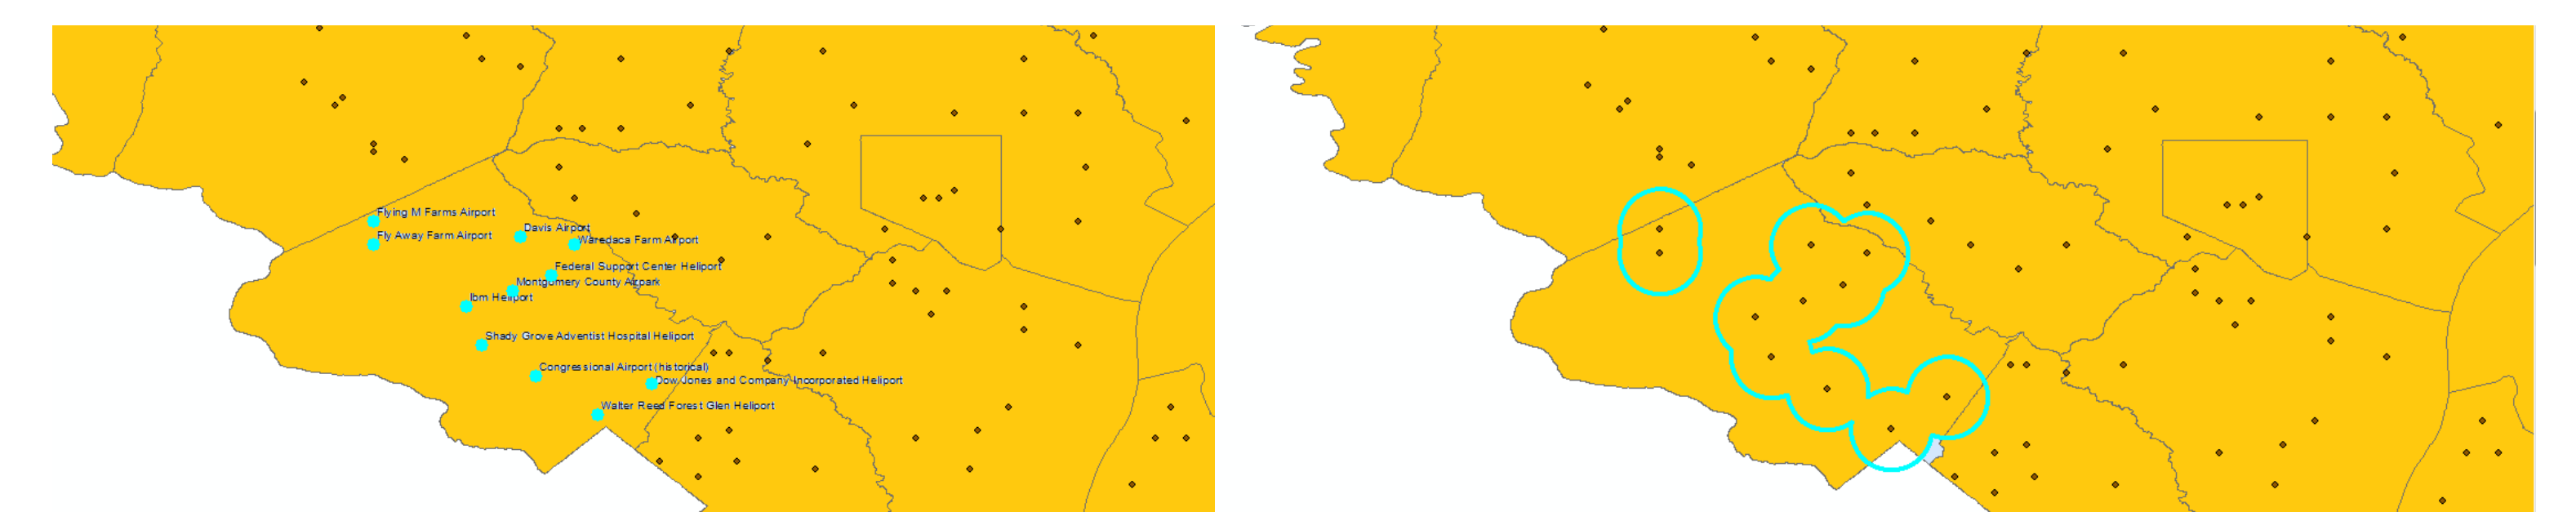 Flying M Farms Airport
Fly Away Farm Airport
Davis Airport
Waredaca Farm Airport
Federal Support Center Heliport
Montgomery County Airpark
Ibm Heliport
Shady Grove Adventist Hospital Heliport
Congressional Airport (historical)
Dow Jones and Company Incorporated Heliport
Walter Reed Forest Glen Heliport